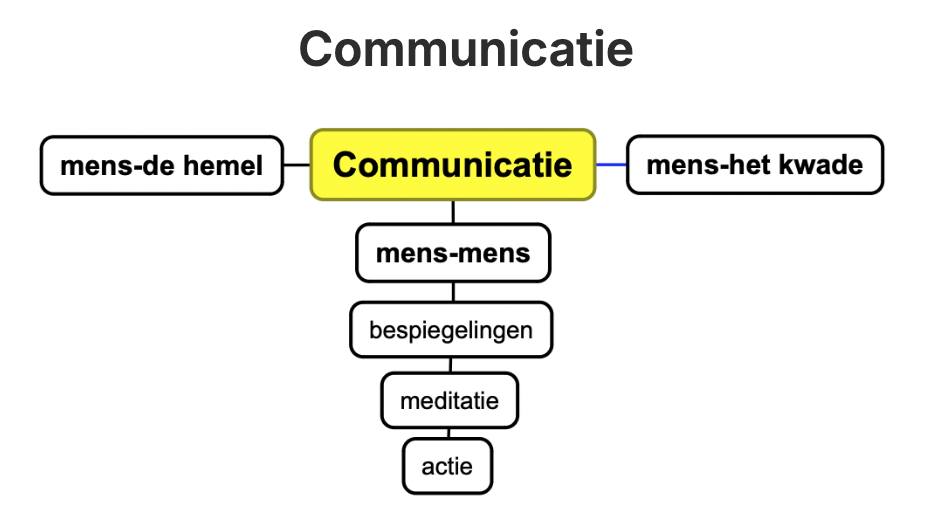 Communicatie
mens-de hemel
Communicatie
mens-het kwade
mens-mens
bespiegelingen
meditatie
actie